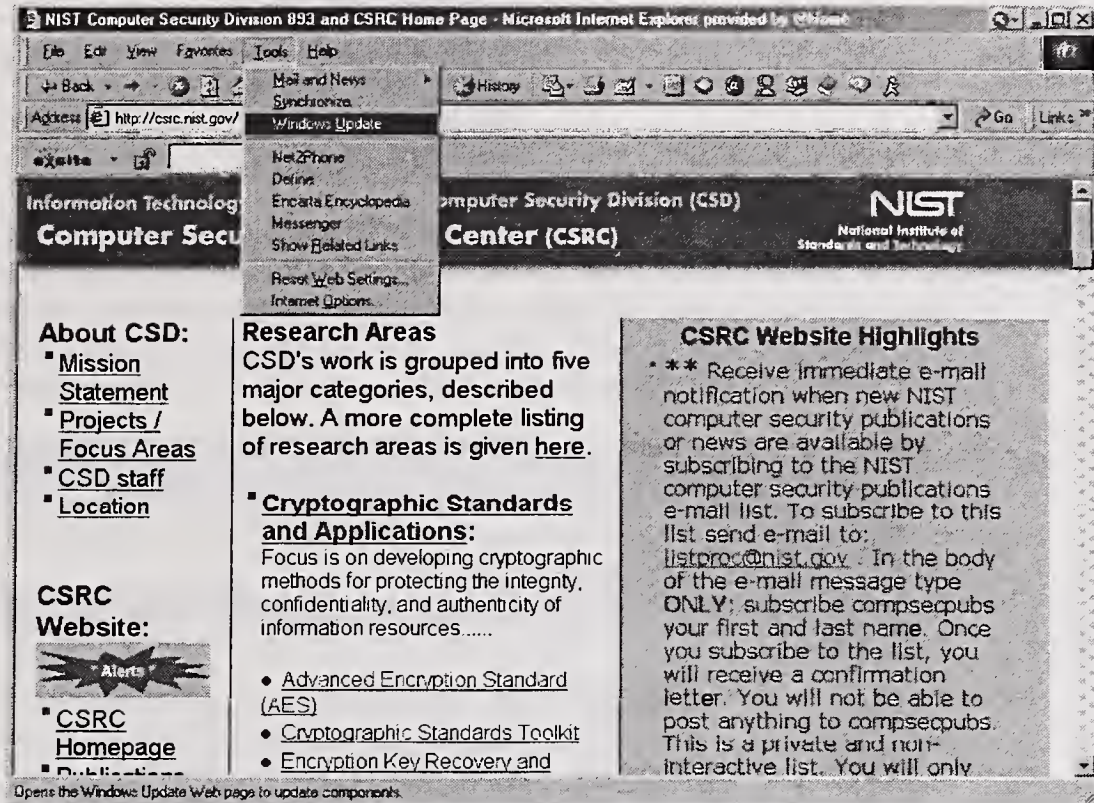 NIST Computer Security Division 893 and CSRC Home Page - Microsoft Internet Explorer provided by @Home
File Edit View Favorites Tools Help
Back History
Address http://csrc.nist.gov/ Go Links »
excite
Mail and News
Synchronize
Windows Update
Net2Phone
Define
Encarta Encyclopedia
Messenger
Show Related Links
Reset Web Settings...
Internet Options...
Information Technolog omputer Security Division (CSD)
Computer Secu Center (CSRC)
NIST
National Institute of
Standards and Technology
About CSD:
Mission
Statement
Projects /
Focus Areas
CSD staff
Location
CSRC
Website:
Alerts
CSRC
Homepage
Publications
Research Areas
CSD's work is grouped into five
major categories, described
below. A more complete listing
of research areas is given here.
Cryptographic Standards
and Applications:
Focus is on developing cryptographic
methods for protecting the integrity,
confidentiality, and authenticity of
information resources......
• Advanced Encryption Standard
(AES)
• Cryptographic Standards Toolkit
• Encryption Key Recovery and
CSRC Website Highlights
** Receive immediate e-mail
notification when new NIST
computer security publications
or news are available by
subscribing to the NIST
computer security publications
e-mail list. To subscribe to this
list send e-mail to:
listproc@nist.gov . In the body
of the e-mail message type
ONLY: subscribe compsecpubs
your first and last name. Once
you subscribe to the list, you
will receive a confirmation
letter. You will not be able to
post anything to compsecpubs.
This is a private and non-
interactive list. You will only
Opens the Windows Update Web page to update components.